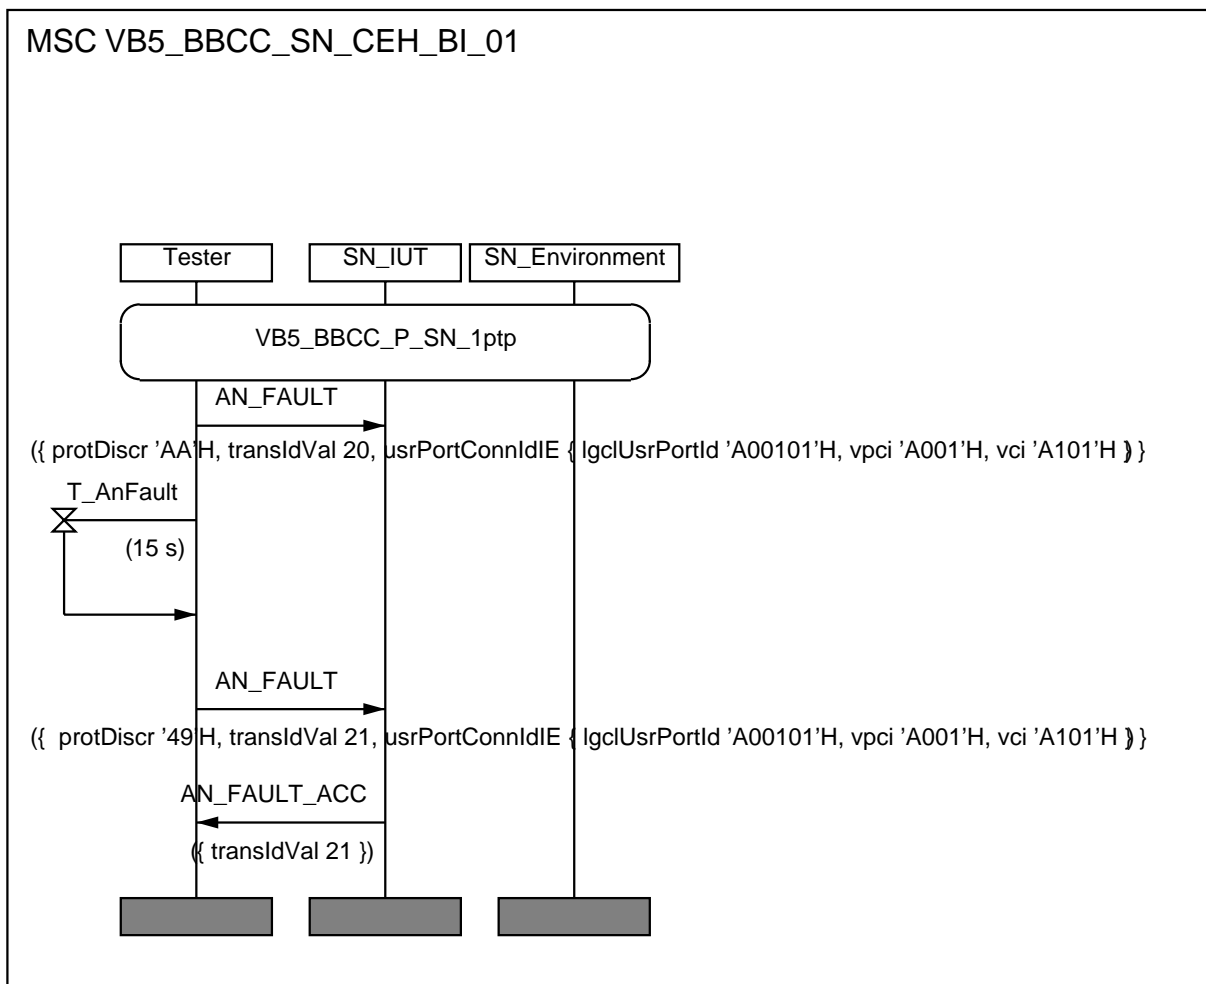 MSC VB5_BBCC_SN_CEH_BI_01
Tester SN_IUT SN_Environment
VB5_BBCC_P_SN_1ptp
AN_FAULT
({ protDiscr ’AA’H, transIdVal 20, usrPortConnIdIE { lgclUsrPortId ’A00101’H, vpci ’A001’H, vci ’A101’H } })
T_AnFault
(15 s)
AN_FAULT
({ protDiscr ’49’H, transIdVal 21, usrPortConnIdIE { lgclUsrPortId ’A00101’H, vpci ’A001’H, vci ’A101’H } })
AN_FAULT_ACC
({ transIdVal 21 })